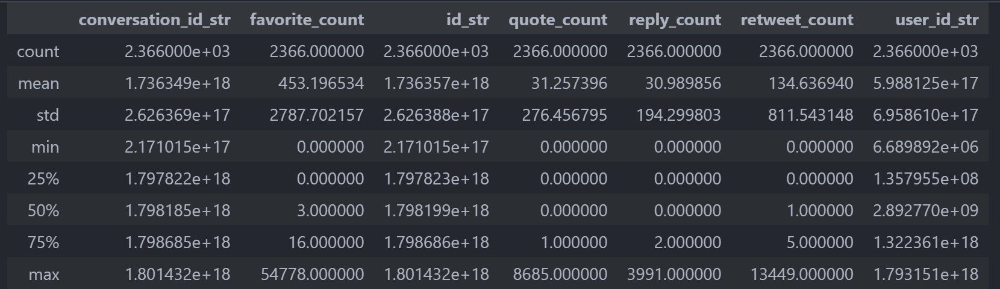 conversation_id_str favorite_count id_str quote_count reply_count retweet_count user_id_str
count 2.366000e+03 2366.000000 2.366000e+03 2366.000000 2366.000000 2366.000000 2.366000e+03
mean 1.736349e+18 453.196534 1.736357e+18 31.257396 30.989856 134.636940 5.988125e+17
std 2.626369e+17 2787.702157 2.626388e+17 276.456795 194.299803 811.543148 6.958610e+17
min 2.171015e+17 0.000000 2.171015e+17 0.000000 0.000000 0.000000 6.689892e+06
25% 1.797822e+18 0.000000 1.797823e+18 0.000000 0.000000 0.000000 1.357955e+08
50% 1.798185e+18 3.000000 1.798199e+18 0.000000 0.000000 1.000000 2.892770e+09
75% 1.798685e+18 16.000000 1.798686e+18 1.000000 2.000000 5.000000 1.322361e+18
max 1.801432e+18 54778.000000 1.801432e+18 8685.000000 3991.000000 13449.000000 1.793151e+18